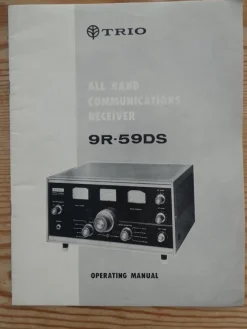 TRIO
ALL BAND
COMMUNICATIONS
RECEIVER
9R-59DS
OPERATING MANUAL